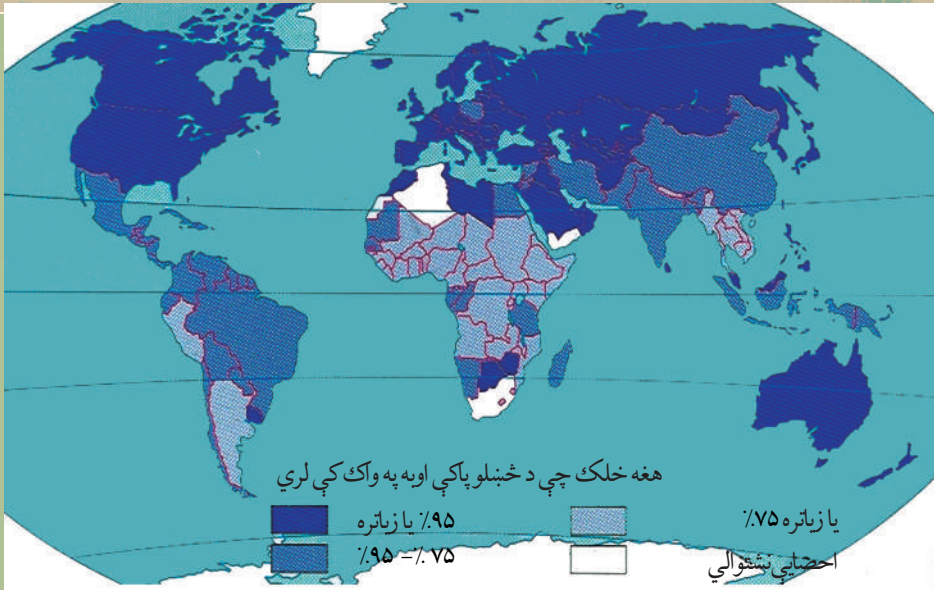 هغه خلک چې د څښلو پاکې اوبه په واک کې لري
۹۵٪ یا زیاتره
یا زیاتره ۷۵٪
۷۵٪ – ۹۵٪
احصایې نشتوالي